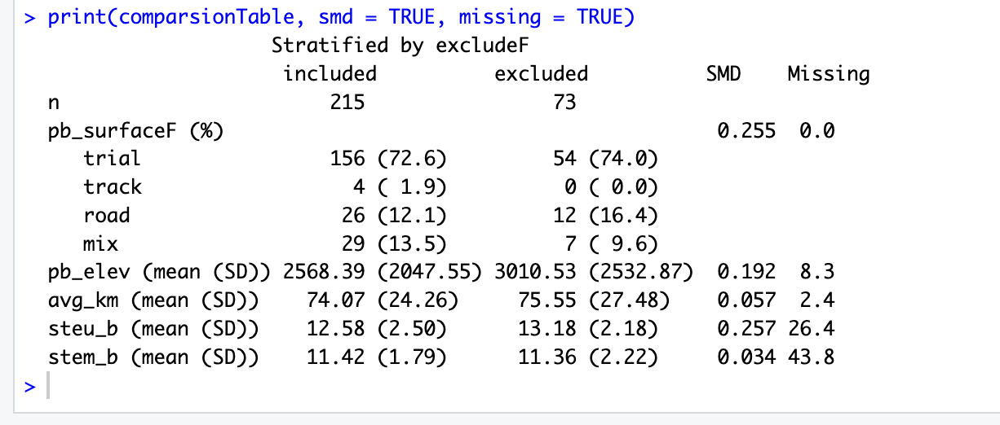 > print(comparsionTable, smd = TRUE, missing = TRUE)
Stratified by excludeF
included excluded SMD Missing
n 215 73
pb_surfaceF (%) 0.255 0.0
trial 156 (72.6) 54 (74.0)
track 4 ( 1.9) 0 ( 0.0)
road 26 (12.1) 12 (16.4)
mix 29 (13.5) 7 ( 9.6)
pb_elev (mean (SD)) 2568.39 (2047.55) 3010.53 (2532.87) 0.192 8.3
avg_km (mean (SD)) 74.07 (24.26) 75.55 (27.48) 0.057 2.4
steu_b (mean (SD)) 12.58 (2.50) 13.18 (2.18) 0.257 26.4
stem_b (mean (SD)) 11.42 (1.79) 11.36 (2.22) 0.034 43.8
>